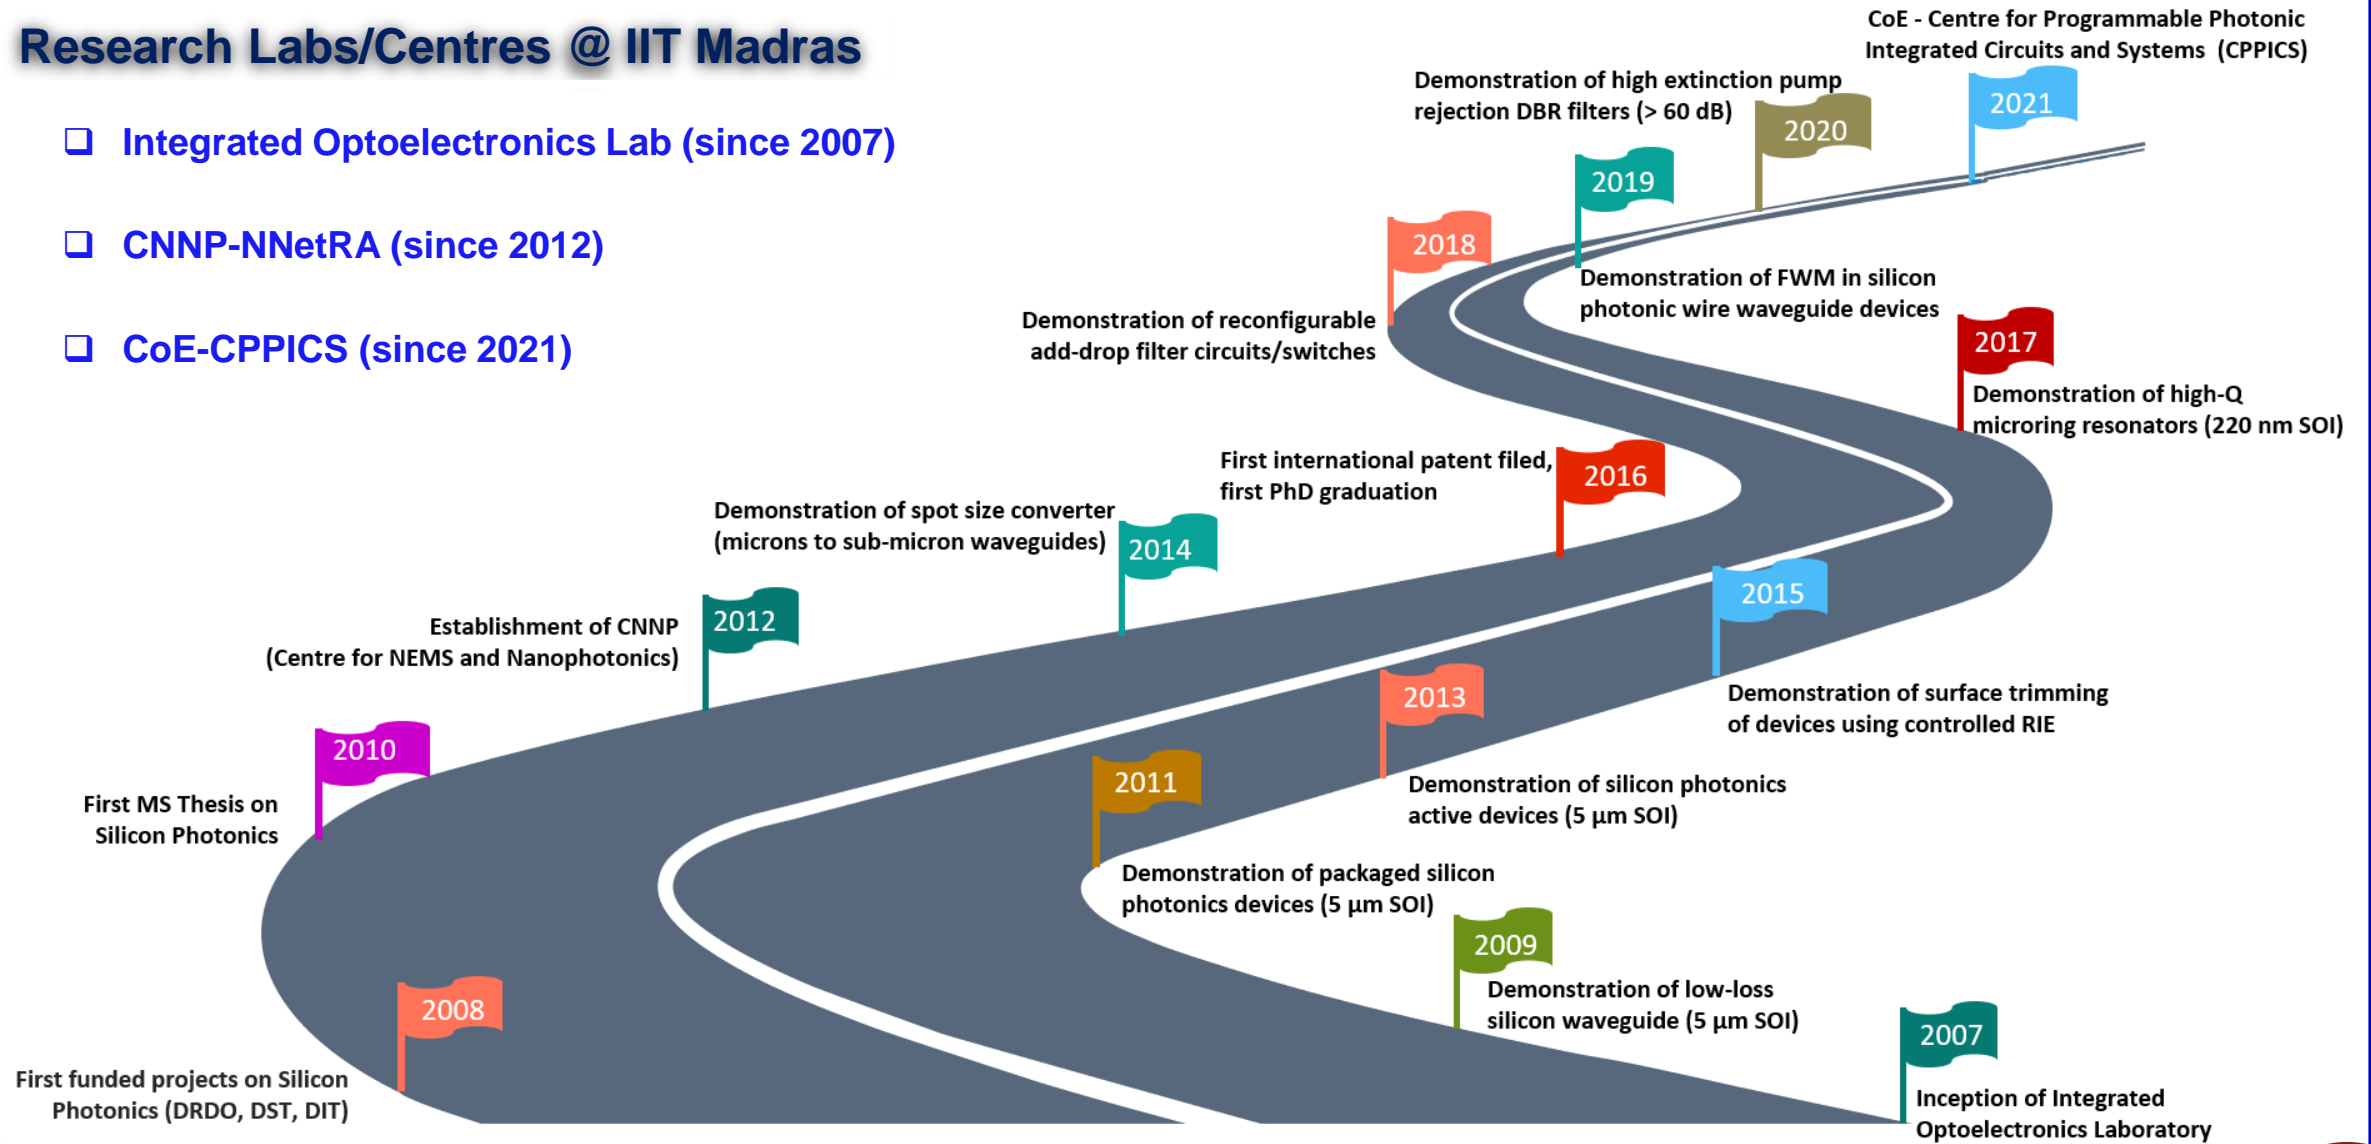 Research Labs/Centres @ IIT Madras
Integrated Optoelectronics Lab (since 2007)
CNNP-NNetRA (since 2012)
CoE-CPPICS (since 2021)
CoE - Centre for Programmable Photonic
Integrated Circuits and Systems (CPPICS)
2021
Demonstration of high extinction pump
rejection DBR filters (> 60 dB)
2020
2019
Demonstration of FWM in silicon
photonic wire waveguide devices
2018
Demonstration of reconfigurable
add-drop filter circuits/switches
2017
Demonstration of high-Q
microring resonators (220 nm SOI)
First international patent filed,
first PhD graduation
2016
Demonstration of spot size converter
(microns to sub-micron waveguides)
2014
2015
Demonstration of surface trimming
of devices using controlled RIE
Establishment of CNNP
(Centre for NEMS and Nanophotonics)
2012
2013
Demonstration of silicon photonics
active devices (5 µm SOI)
2010
First MS Thesis on
Silicon Photonics
2011
Demonstration of packaged silicon
photonics devices (5 µm SOI)
2009
Demonstration of low-loss
silicon waveguide (5 µm SOI)
2008
First funded projects on Silicon
Photonics (DRDO, DST, DIT)
2007
Inception of Integrated
Optoelectronics Laboratory